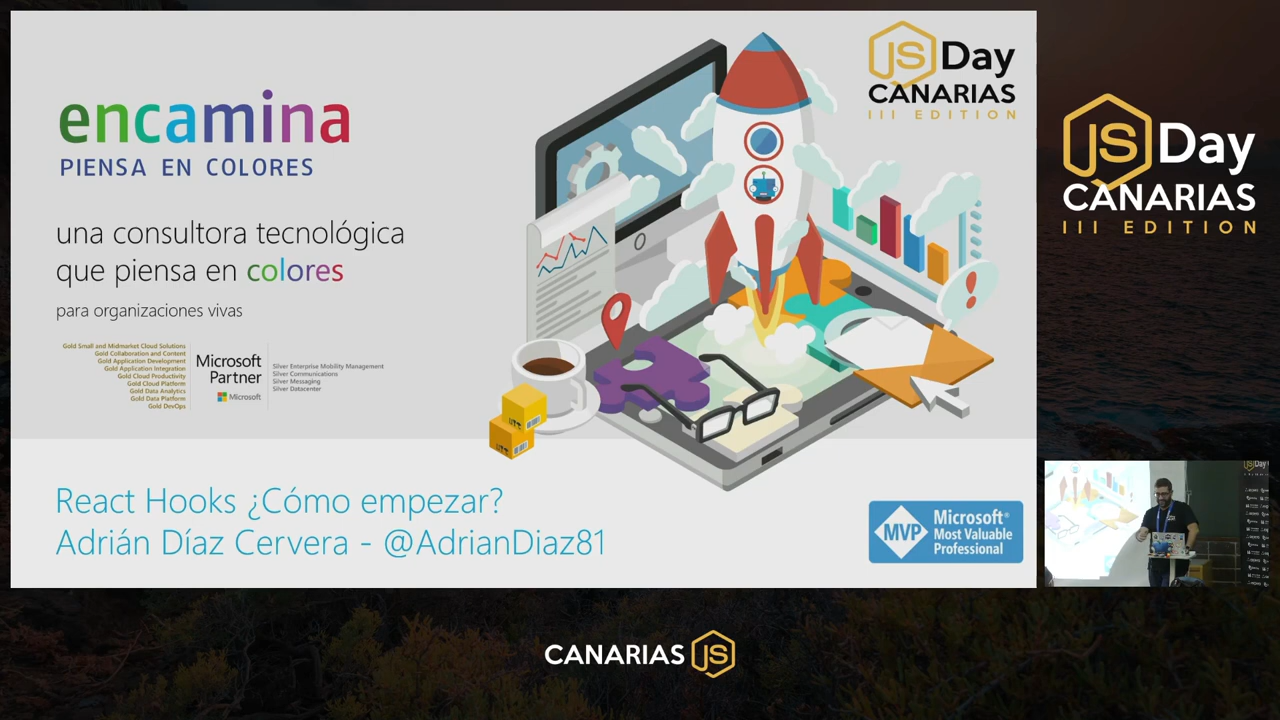 encamina
PIENSA EN COLORES
una consultora tecnológica
que piensa en colores
para organizaciones vivas
Gold Small and Midmarket Cloud Solutions
Gold Collaboration and Content
Gold Application Development
Gold Application Integration
Gold Cloud Productivity
Gold Cloud Platform
Gold Data Analytics
Gold Data Platform
Gold DevOps
Microsoft
Partner
Microsoft
Silver Enterprise Mobility Management
Silver Communications
Silver Messaging
Silver Datacenter
JS Day
CANARIAS
III EDITION
React Hooks ¿Cómo empezar?
Adrián Díaz Cervera - @AdrianDiaz81
MVP
Microsoft®
Most Valuable
Professional
JS Day
CANARIAS
III EDITION
Day
CANARIAS JS